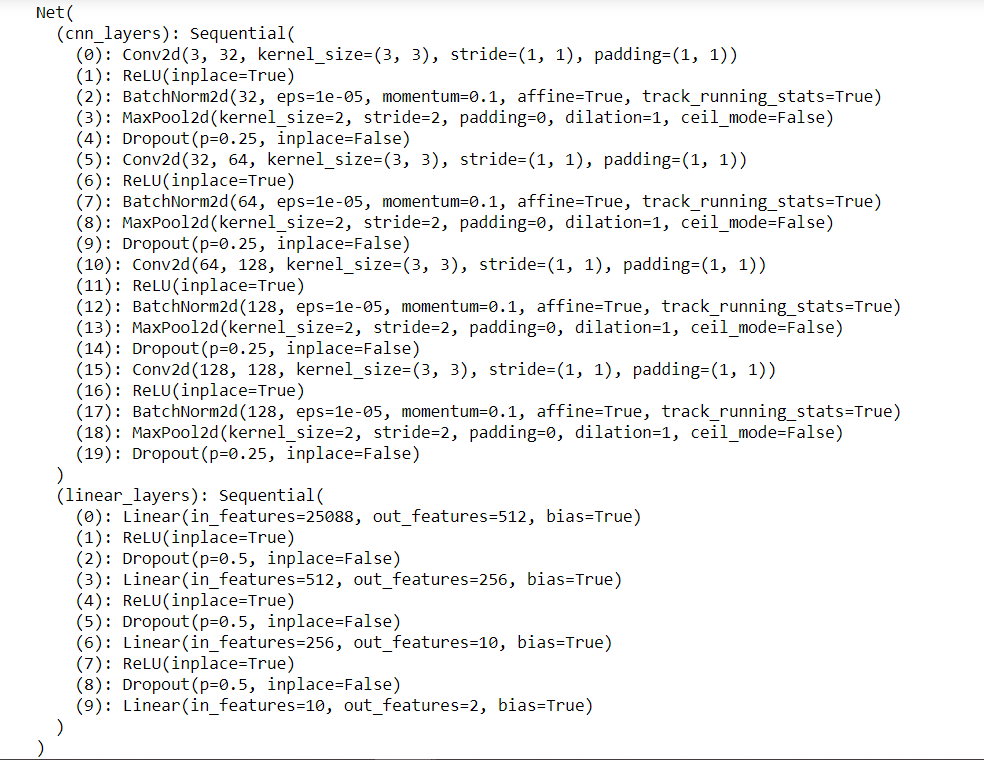 Net(
  (cnn_layers): Sequential(
    (0): Conv2d(3, 32, kernel_size=(3, 3), stride=(1, 1), padding=(1, 1))
    (1): ReLU(inplace=True)
    (2): BatchNorm2d(32, eps=1e-05, momentum=0.1, affine=True, track_running_stats=True)
    (3): MaxPool2d(kernel_size=2, stride=2, padding=0, dilation=1, ceil_mode=False)
    (4): Dropout(p=0.25, inplace=False)
    (5): Conv2d(32, 64, kernel_size=(3, 3), stride=(1, 1), padding=(1, 1))
    (6): ReLU(inplace=True)
    (7): BatchNorm2d(64, eps=1e-05, momentum=0.1, affine=True, track_running_stats=True)
    (8): MaxPool2d(kernel_size=2, stride=2, padding=0, dilation=1, ceil_mode=False)
    (9): Dropout(p=0.25, inplace=False)
    (10): Conv2d(64, 128, kernel_size=(3, 3), stride=(1, 1), padding=(1, 1))
    (11): ReLU(inplace=True)
    (12): BatchNorm2d(128, eps=1e-05, momentum=0.1, affine=True, track_running_stats=True)
    (13): MaxPool2d(kernel_size=2, stride=2, padding=0, dilation=1, ceil_mode=False)
    (14): Dropout(p=0.25, inplace=False)
    (15): Conv2d(128, 128, kernel_size=(3, 3), stride=(1, 1), padding=(1, 1))
    (16): ReLU(inplace=True)
    (17): BatchNorm2d(128, eps=1e-05, momentum=0.1, affine=True, track_running_stats=True)
    (18): MaxPool2d(kernel_size=2, stride=2, padding=0, dilation=1, ceil_mode=False)
    (19): Dropout(p=0.25, inplace=False)
  )
  (linear_layers): Sequential(
    (0): Linear(in_features=25088, out_features=512, bias=True)
    (1): ReLU(inplace=True)
    (2): Dropout(p=0.5, inplace=False)
    (3): Linear(in_features=512, out_features=256, bias=True)
    (4): ReLU(inplace=True)
    (5): Dropout(p=0.5, inplace=False)
    (6): Linear(in_features=256, out_features=10, bias=True)
    (7): ReLU(inplace=True)
    (8): Dropout(p=0.5, inplace=False)
    (9): Linear(in_features=10, out_features=2, bias=True)
  )
)